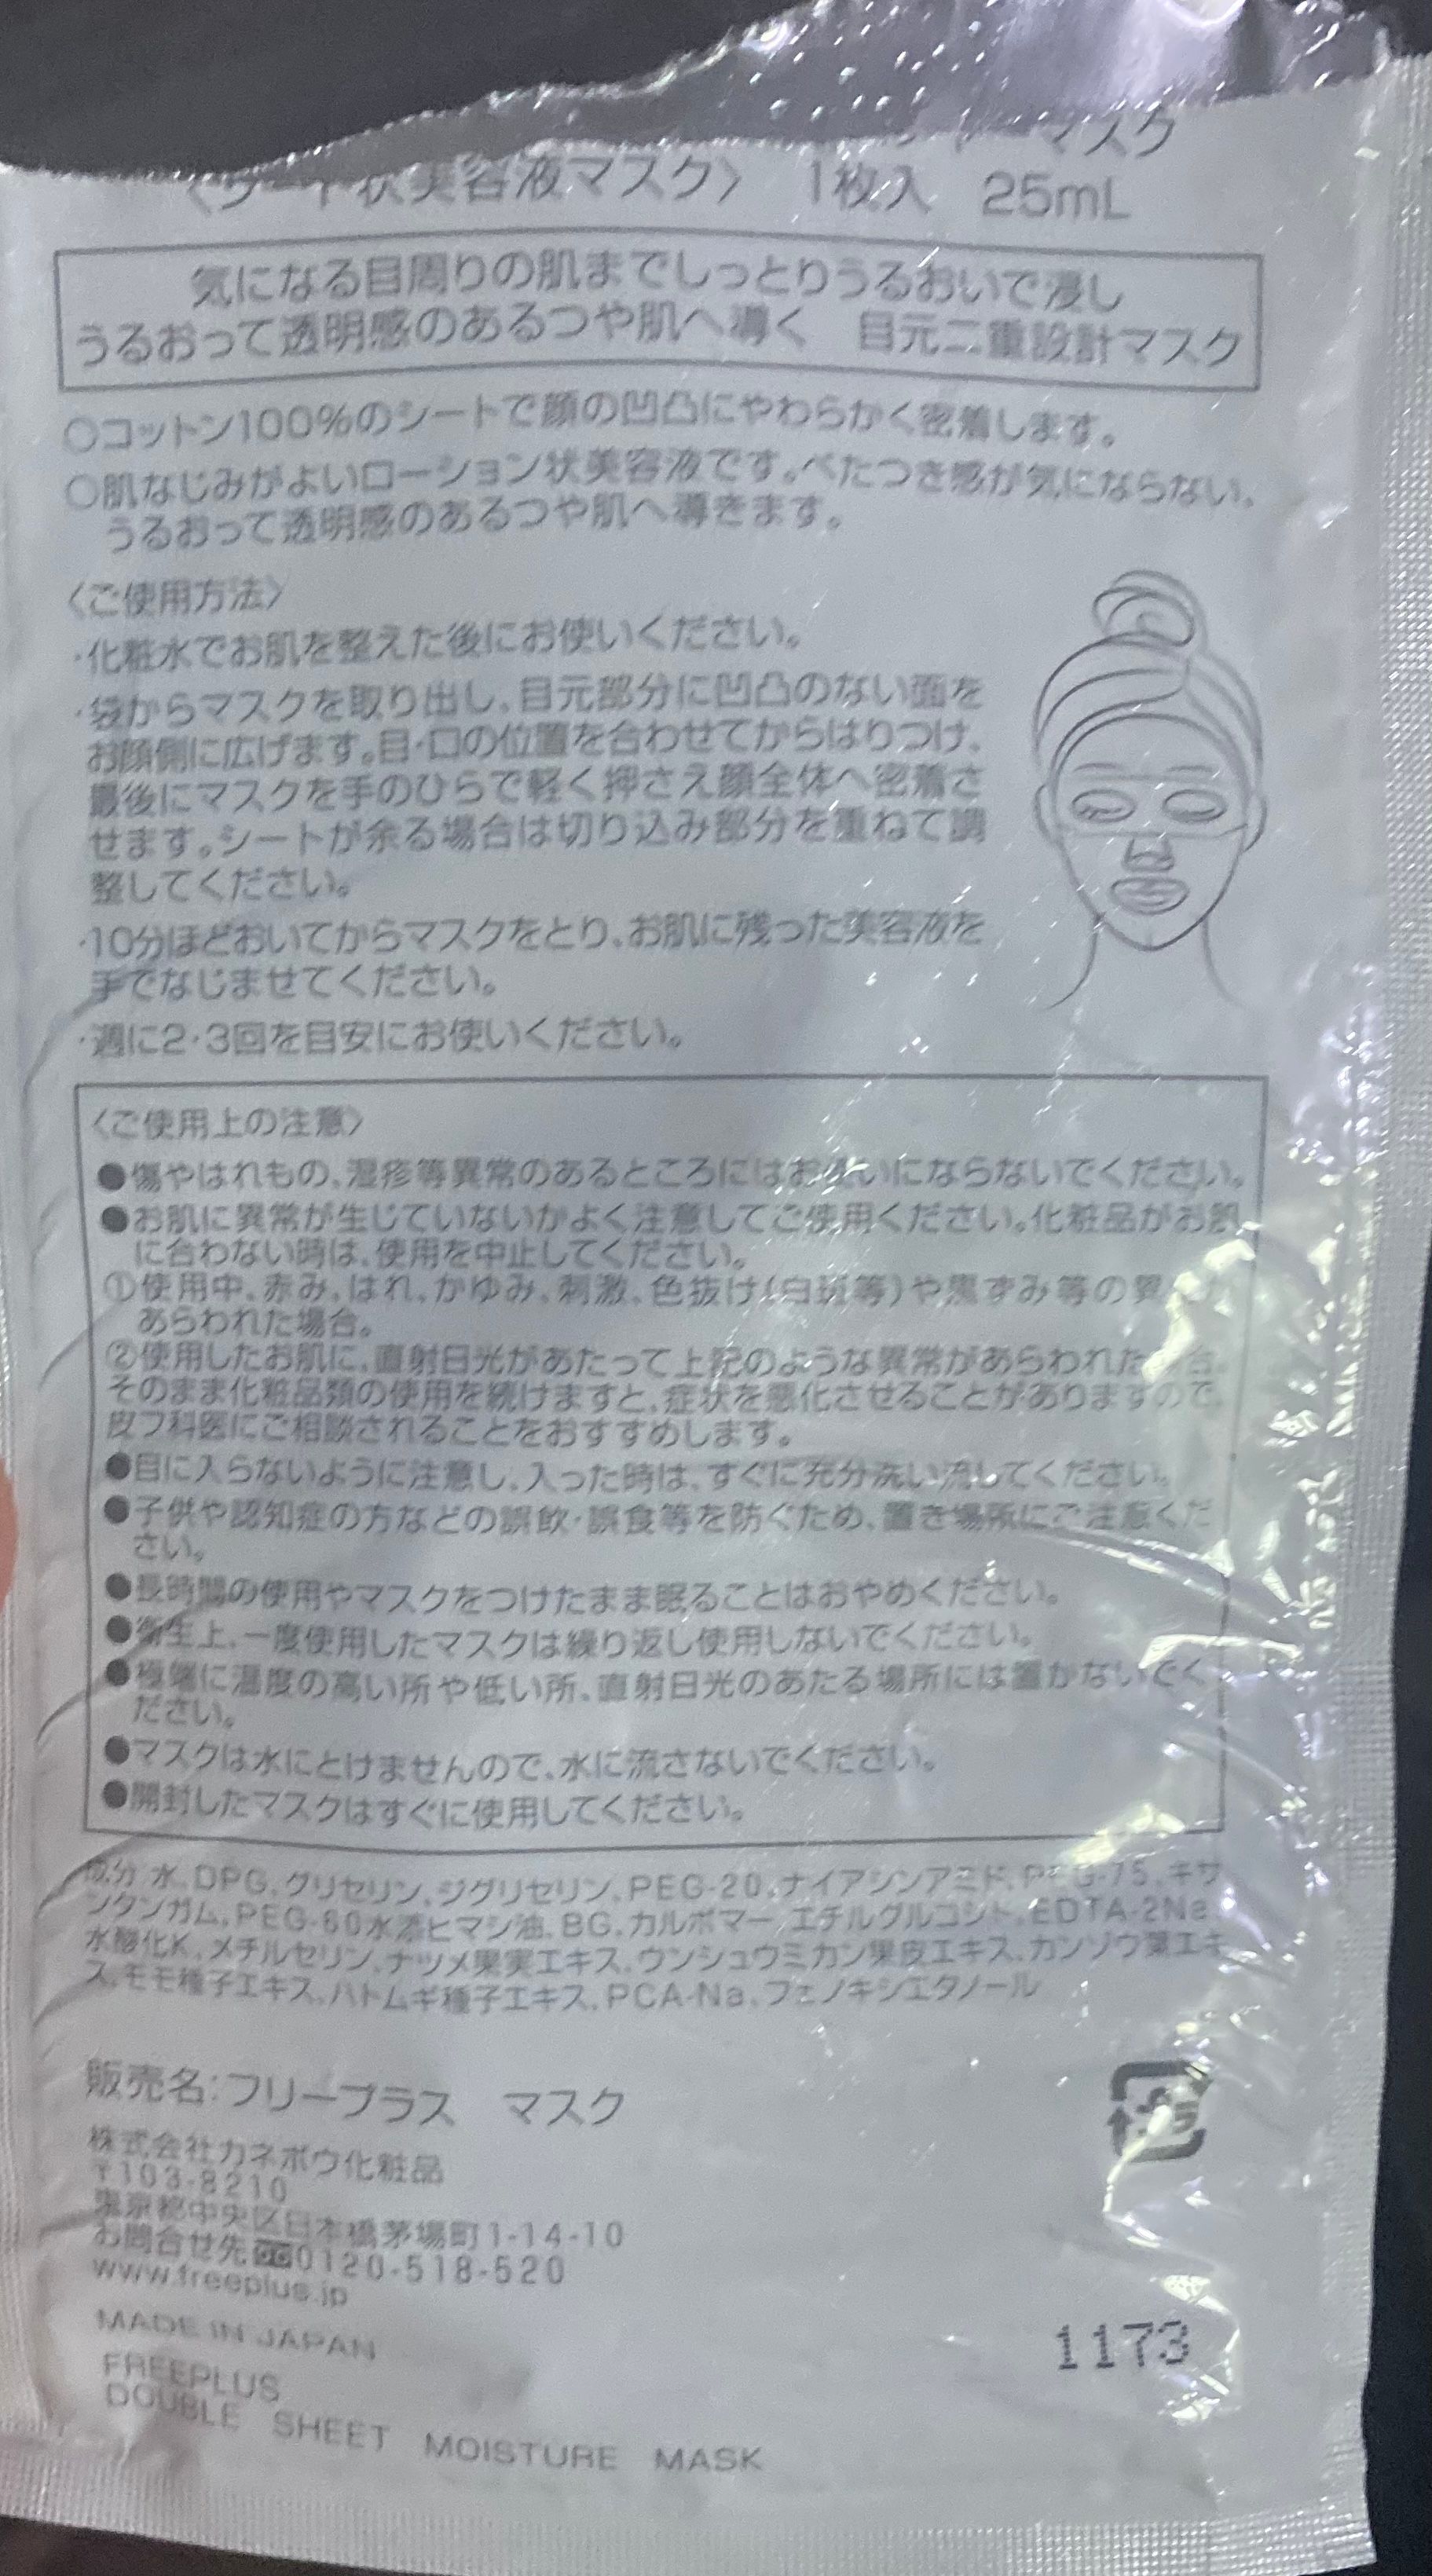 マスク
状美容液マスク〉 1枚入 25mL
気になる目周りの肌までしっとりうるおいで浸し
うるおって透明感のあるつや肌へ導く 目元二重設計マスク
○コットン100%のシートで顔の凹凸にやわらかく密着します。
○肌なじみがよいローション状美容液です。べたつき感が気にならない、
うるおって透明感のあるつや肌へ導きます。
〈ご使用方法〉
・化粧水でお肌を整えた後にお使いください。
・袋からマスクを取り出し、目元部分に凹凸のない面を
お顔側に広げます。目・口の位置を合わせてからはりつけ、
最後にマスクを手のひらで軽く押さえ顔全体へ密着さ
せます。シートが余る場合は切り込み部分を重ねて調
整してください。
・10分ほどおいてからマスクをとり、お肌に残った美容液を
手でなじませてください。
・週に2・3回を目安にお使いください。
〈ご使用上の注意〉
●傷やはれもの、湿疹等異常のあるところにはお使いにならないでください。
●お肌に異常が生じていないかよく注意してご使用ください。化粧品がお肌
に合わない時は、使用を中止してください。
①使用中、赤み、はれ、かゆみ、刺激、色抜け(白斑等)や黒ずみ等の異
あらわれた場合。
②使用したお肌に、直射日光があたって上記のような異常があらわれた
そのまま化粧品類の使用を続けますと、症状を悪化させることがありますので、
皮フ科医にご相談されることをおすすめします。
●目に入らないように注意し、入った時は、すぐに充分洗い流してください。
●子供や認知症の方などの誤飲・誤食等を防ぐため、置き場所にご注意くだ
さい。
●長時間の使用やマスクをつけたまま眠ることはおやめください。
●衛生上、一度使用したマスクは繰り返し使用しないでください。
●極端に温度の高い所や低い所、直射日光のあたる場所には置かないでく
ださい。
●マスクは水にとけませんので、水に流さないでください。
●開封したマスクはすぐに使用してください。
成分 水、DPG、グリセリン、ジグリセリン、PEG-20、ナイアシンアミド、PEG-75、キサ
ンタンガム、PEG-60水添ヒマシ油、BG、カルボマー、エチルグルコシド、EDTA-2Na、
水酸化K、メチルセリン、ナツメ果実エキス、ウンシュウミカン果皮エキス、カンゾウ葉エキ
ス、モモ種子エキス、ハトムギ種子エキス、PCA-Na、フェノキシエタノール
販売名:フリープラス マスク
株式会社カネボウ化粧品
〒103-8210
東京都中央区日本橋茅場町1-14-10
お問合せ先 0120-518-520
www.freeplus.jp
MADE IN JAPAN
FREEPLUS
DOUBLE SHEET MOISTURE MASK
1173